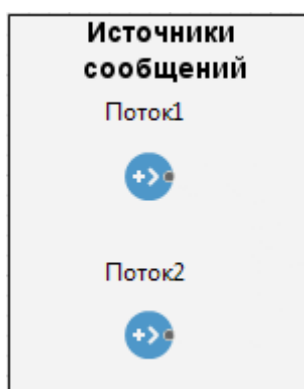 Источники
сообщений
Поток1
Поток2